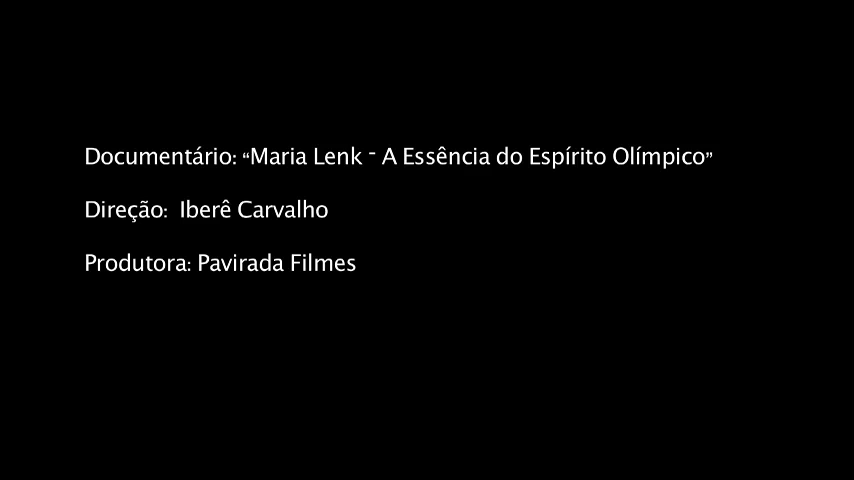 Documentário: “Maria Lenk - A Essência do Espírito Olímpico”
Direção: Iberê Carvalho
Produtora: Pavirada Filmes